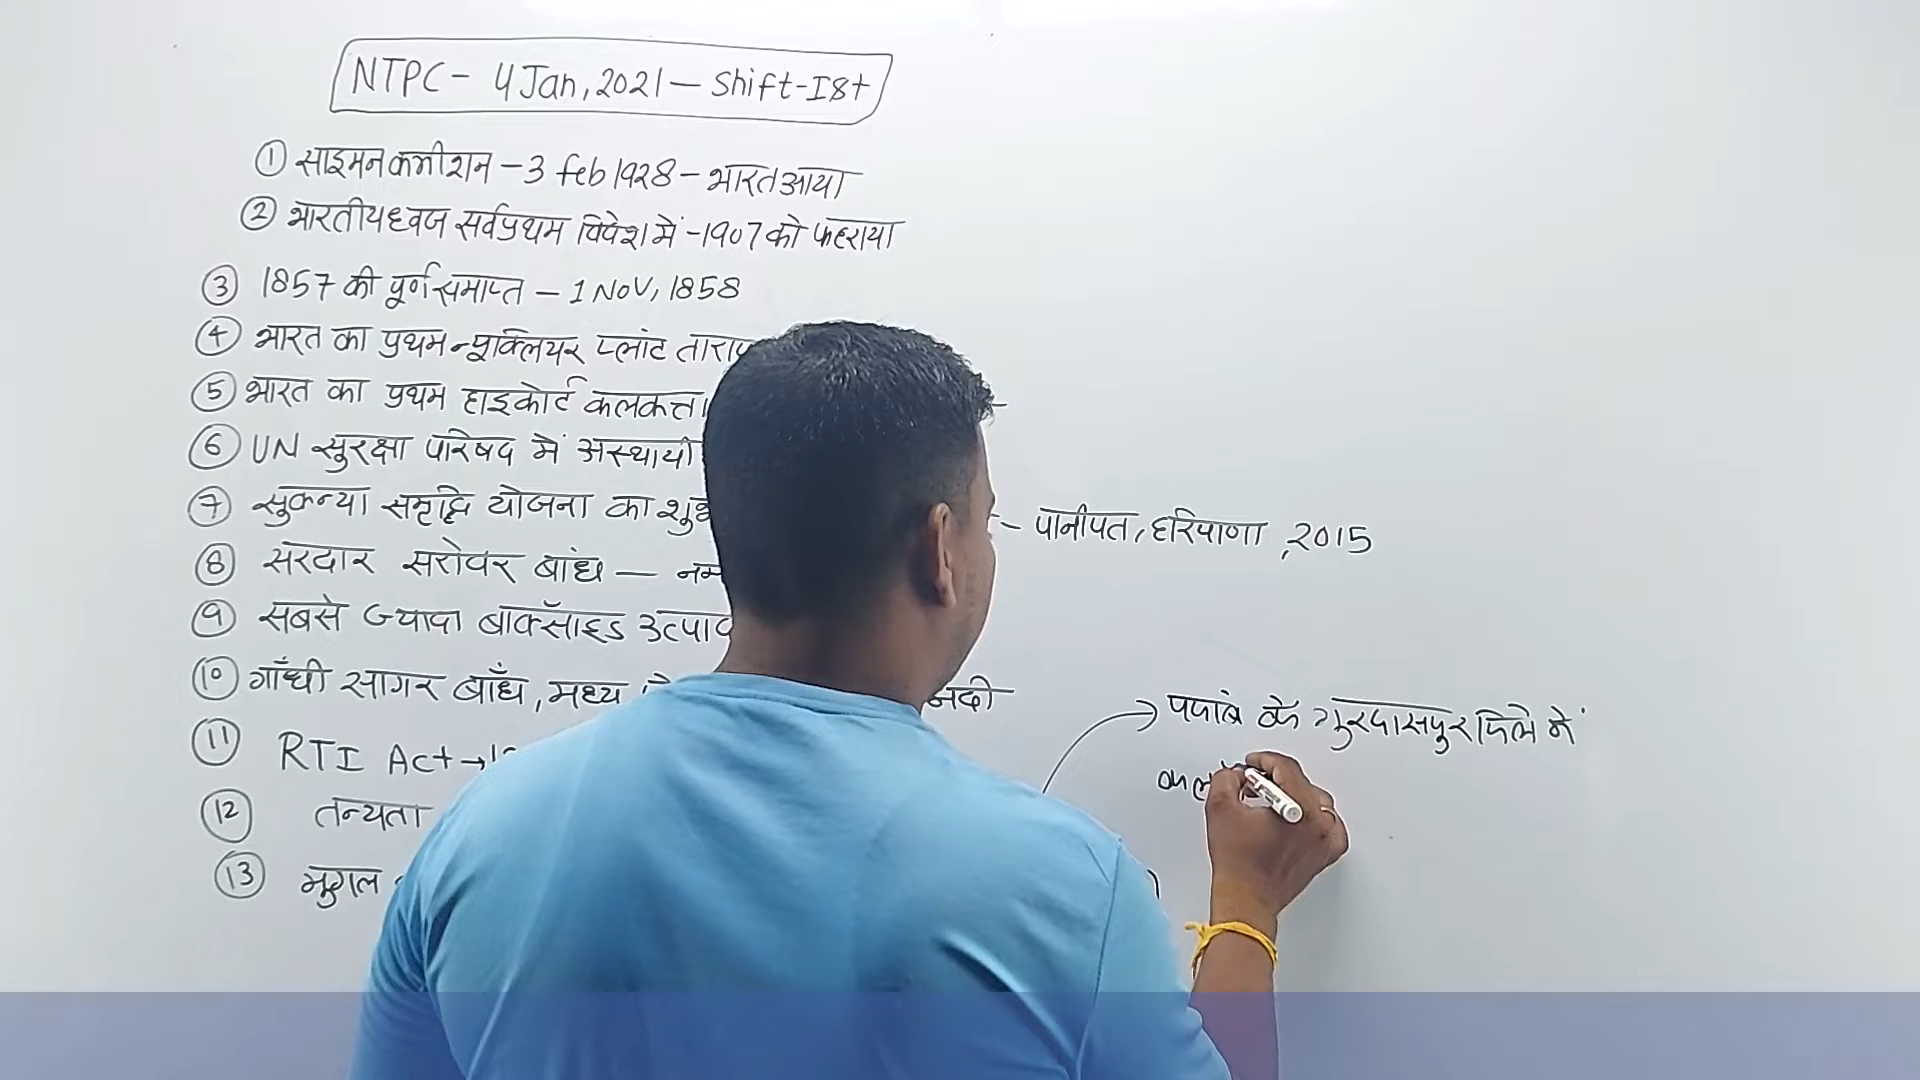 NTPC - 4 Jan, 2021 - Shift-Ist
① साइमन कमीशन - 3 feb 1928 - भारत आया
② भारतीय ध्वज सर्वप्रथम विदेश में - 1907 को फहराया
③ 1857 की पूर्ण समाप्त - 1 Nov, 1858
④ भारत का प्रथम न्यूक्लियर प्लांट
⑤ भारत का प्रथम हाइकोर्ट कलकत्ता -
⑥ UN सुरक्षा परिषद में अस्थायी
⑦ सुकन्या समृद्धि योजना का - पानीपत, हरियाणा, 2015
⑧ सरदार सरोवर बांध -
⑨ सबसे ज्यादा बॉक्साइड
⑩ गाँधी सागर बाँध, मध्य नदी
⑪ RTI Act →
⑫ तन्यता
पंजाब के गुरदासपुर जिले में
⑬ मुगल